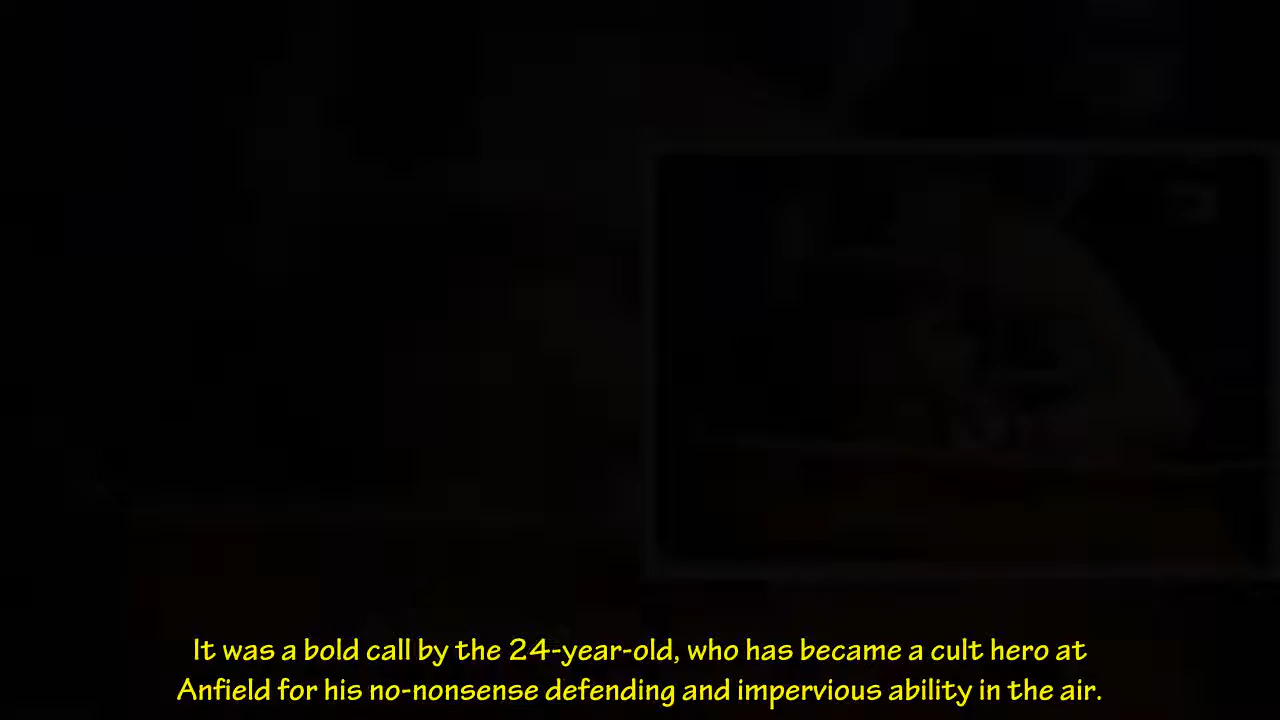 It was a bold call by the 24-year-old, who has became a cult hero at
Anfield for his no-nonsense defending and impervious ability in the air.